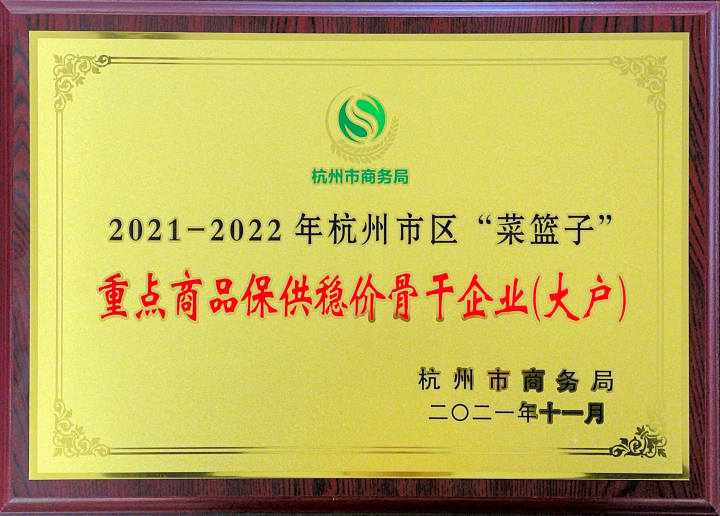 杭州市商务局
2021-2022年杭州市区“菜篮子”
重点商品保供稳价骨干企业(大户)
杭州市商务局
二〇二一年十一月